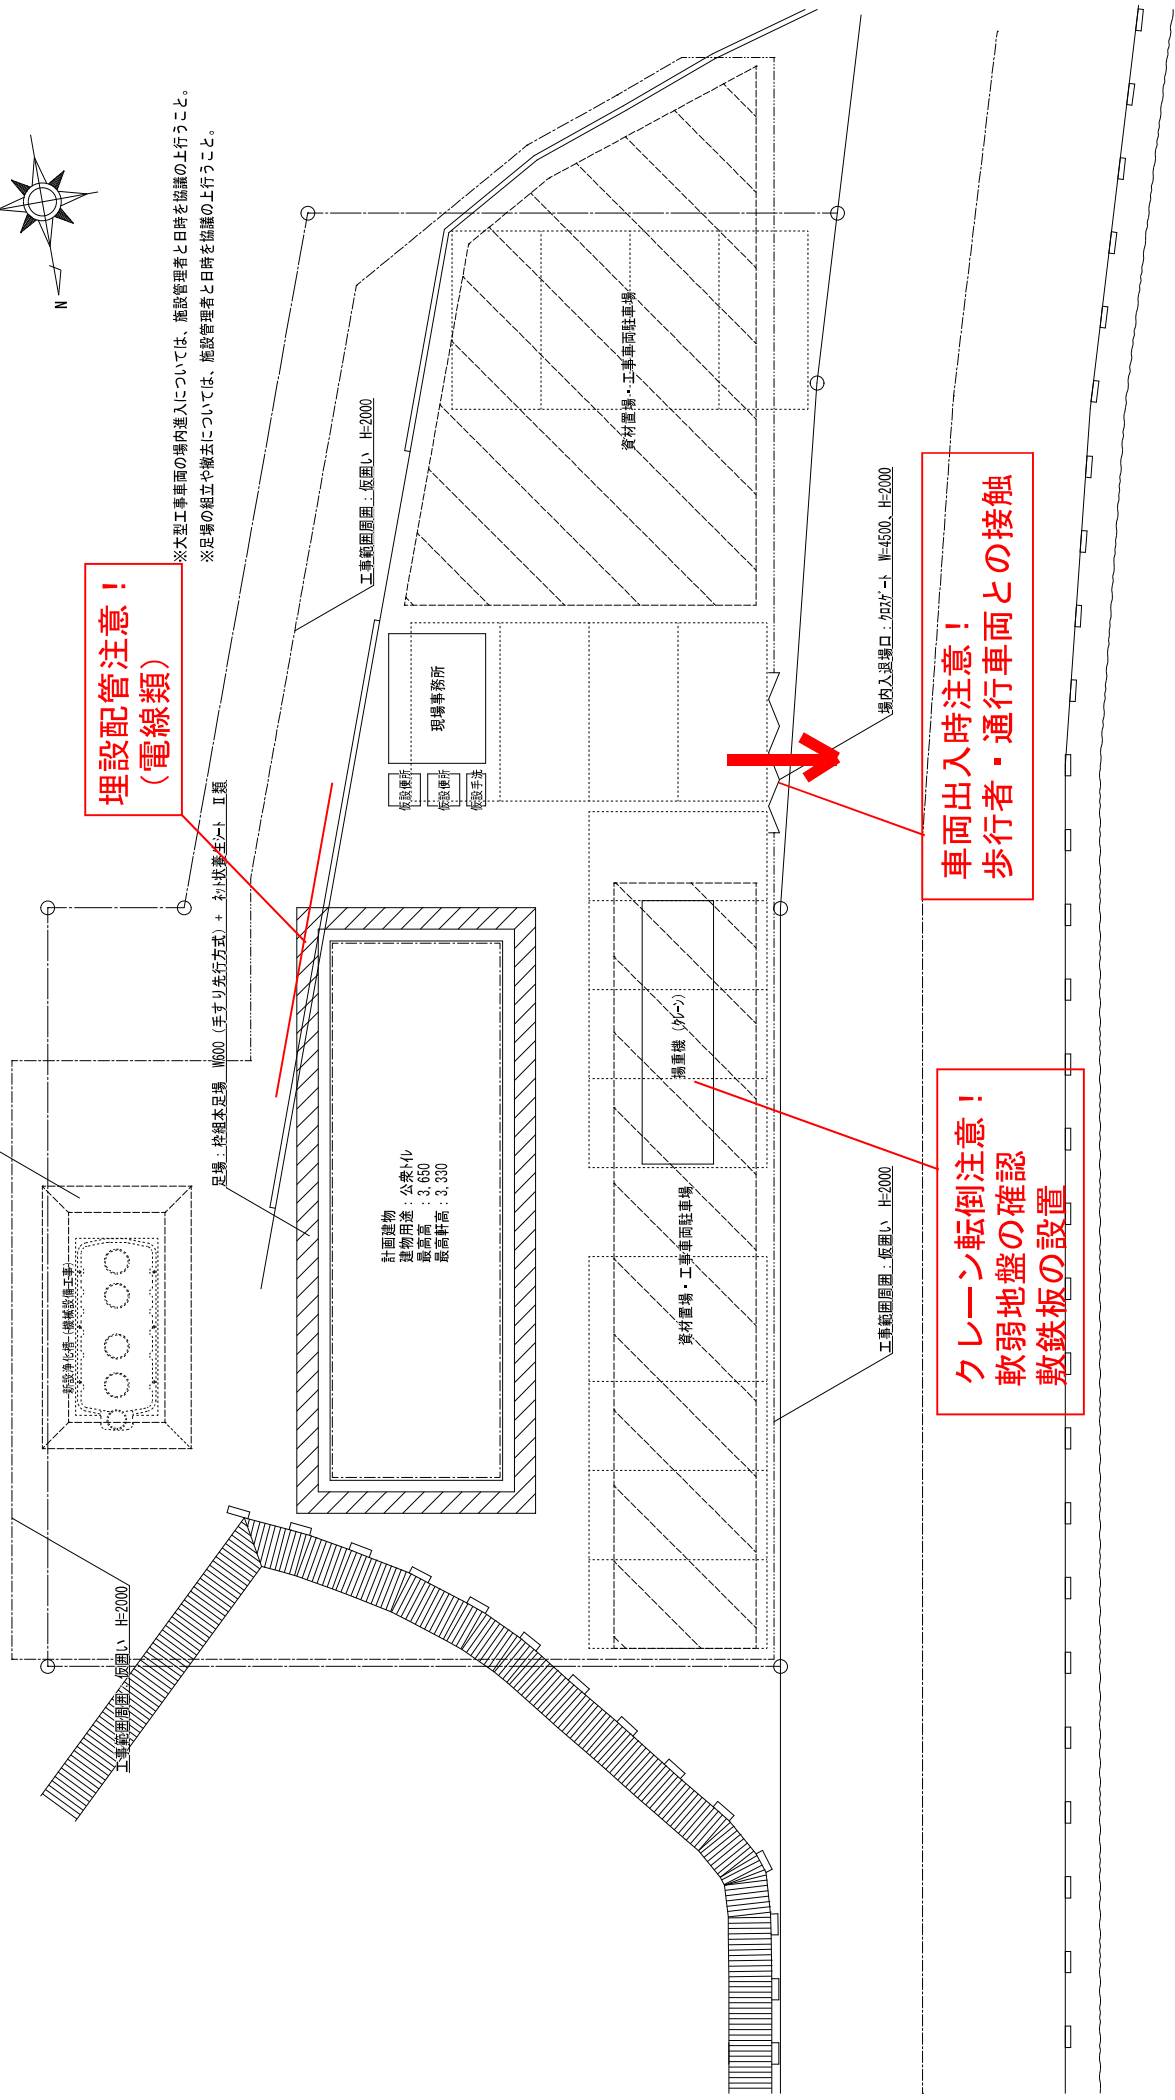 N
※大型工事車両の場内進入については、施設管理者と日時を協議の上行うこと。
※足場の組立や撤去については、施設管理者と日時を協議の上行うこと。
埋設配管注意！
（電線類）
工事範囲周囲：仮囲い H=2000
足場：枠組本足場 W600（手すり先行方式）+ ﾈｯﾄ状養生ｼｰﾄ Ⅱ類
新設浄化槽（機械設備工事）
工事範囲周囲：仮囲い H=2000
計画建物
建物用途：公衆ﾄｲﾚ
最高高 ：3,650
最高軒高：3,330
現場事務所
仮設便所
仮設便所
仮設手洗
資材置場・工事車両駐車場
揚重機（ｸﾚｰﾝ）
資材置場・工事車両駐車場
場内入退場口：ｸﾛｽｹﾞｰﾄ W=4500、H=2000
工事範囲周囲：仮囲い H=2000
車両出入時注意！
歩行者・通行車両との接触
クレーン転倒注意！
軟弱地盤の確認
敷鉄板の設置